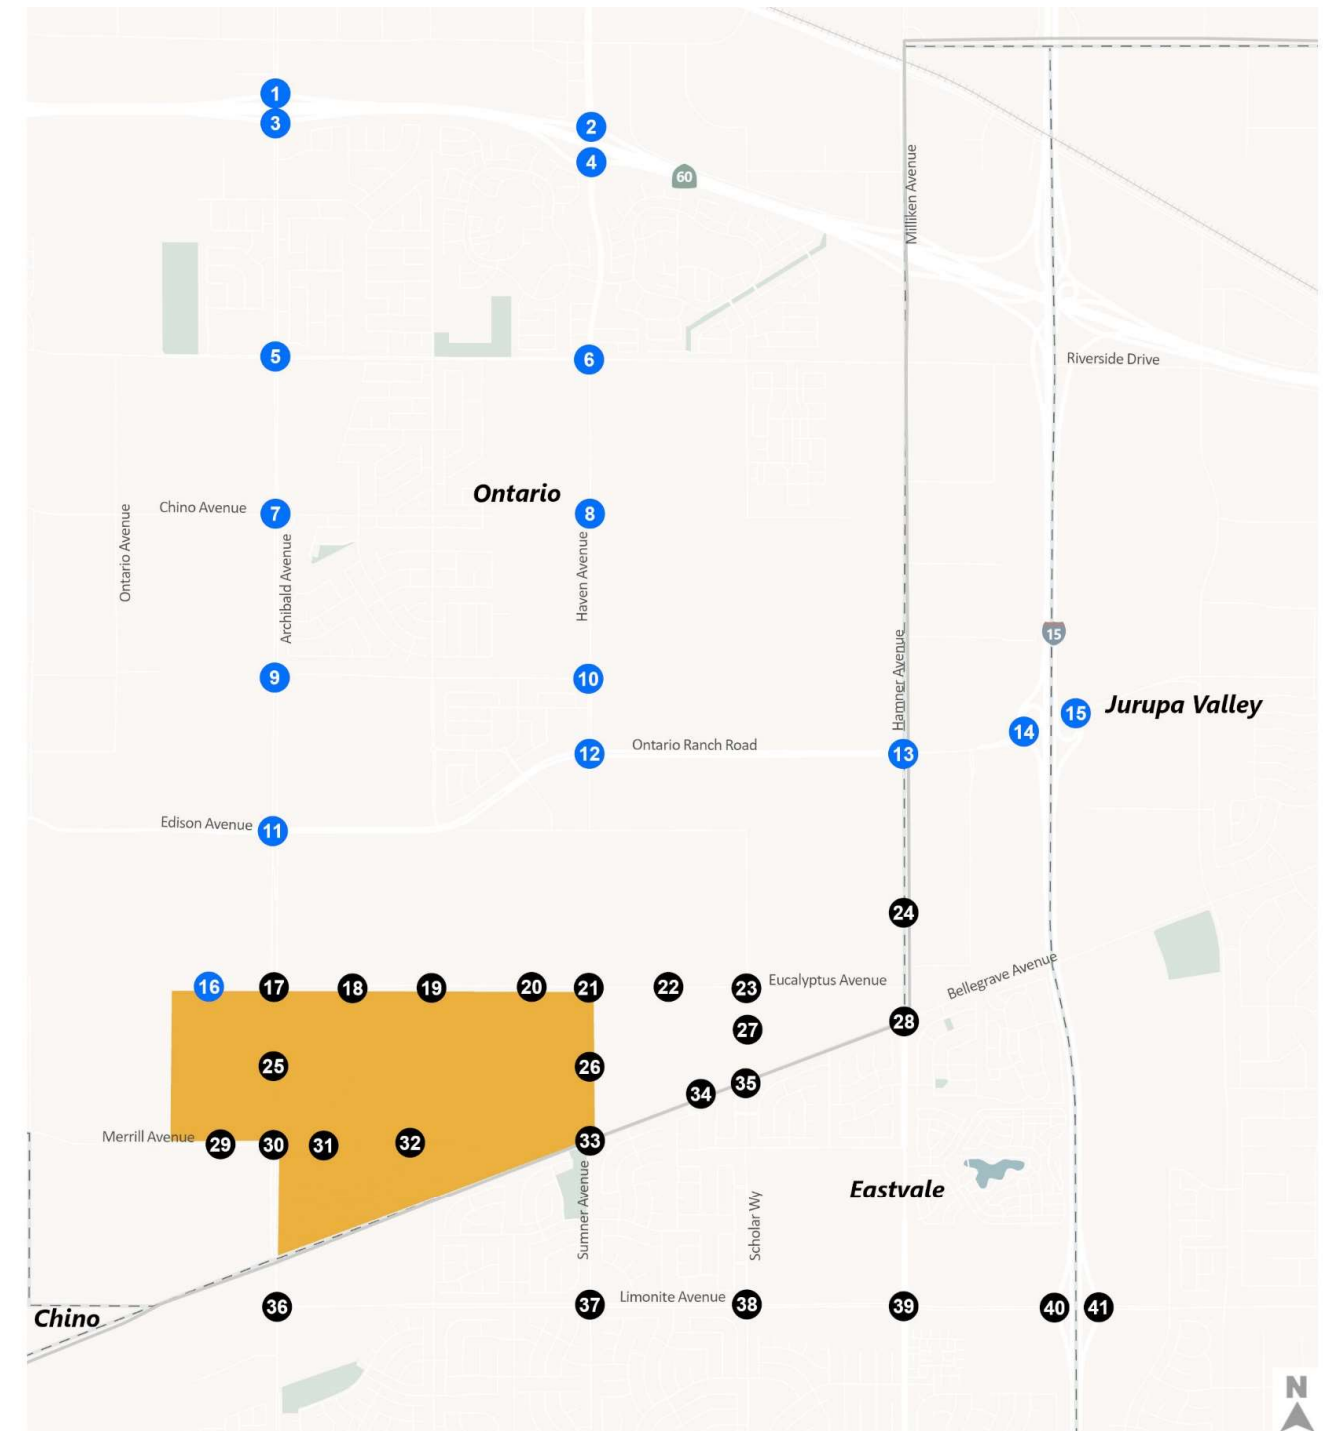 1
3
2
4
60
Milliken Avenue
5
6
Riverside Drive
Ontario
Chino Avenue
7
8
Ontario Avenue
Archibald Avenue
Haven Avenue
15
Hamner Avenue
9
10
Jurupa Valley
15
14
Ontario Ranch Road
12
13
Edison Avenue
11
24
Bellegrave Avenue
16
17
18
19
20
21
22
23
Eucalyptus Avenue
28
27
25
26
35
34
Merrill Avenue
29
30
31
32
33
Sumner Avenue
Scholar Wy
Eastvale
Limonite Avenue
36
37
38
39
40
41
Chino
N